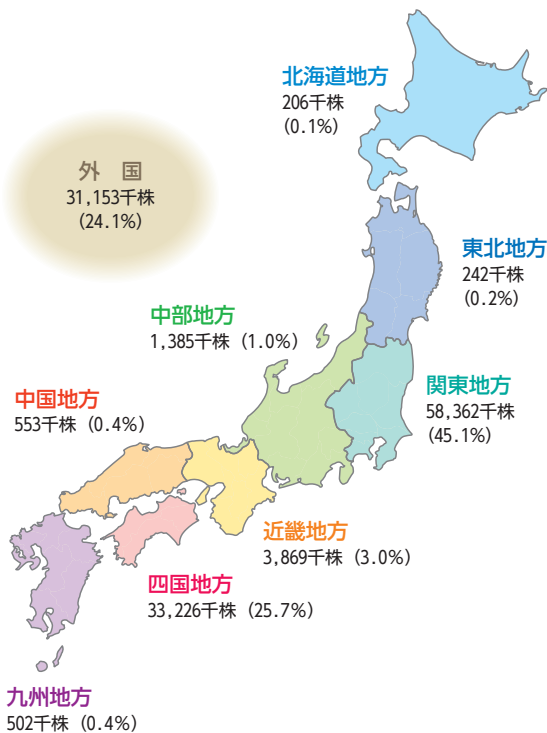 北海道地方
206千株
(0.1%)
外 国
31,153千株
(24.1%)
東北地方
242千株
(0.2%)
中部地方
1,385千株 (1.0%)
関東地方
58,362千株
(45.1%)
中国地方
553千株 (0.4%)
近畿地方
3,869千株 (3.0%)
四国地方
33,226千株 (25.7%)
九州地方
502千株 (0.4%)